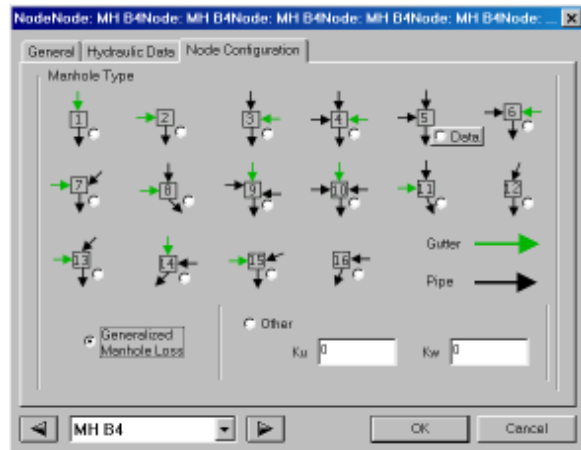 NodeNode: MH B4Node: MH B4Node: MH B4Node: MH B4Node: MH B4Node: ...
General Hydraulic Data Node Configuration
Manhole Type
1 2 3 4 5 6
Data
7 8 9 10 11 12
13 14 15 16
Gutter
Pipe
Generalized
Manhole Loss
Other
Ku 0 Kw 0
MH B4 OK Cancel